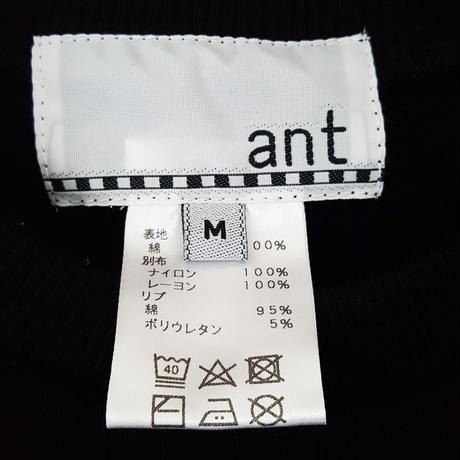 ant
M
表地
綿 00%
別布
ナイロン 100%
レーヨン 100%
リブ
綿 95%
ポリウレタン 5%
40